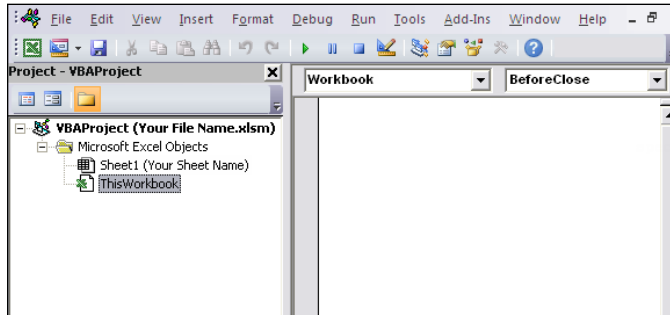 File Edit View Insert Format Debug Run Tools Add-Ins Window Help
Project - VBAProject
Workbook BeforeClose
VBAProject (Your File Name.xlsm)
Microsoft Excel Objects
Sheet1 (Your Sheet Name)
ThisWorkbook